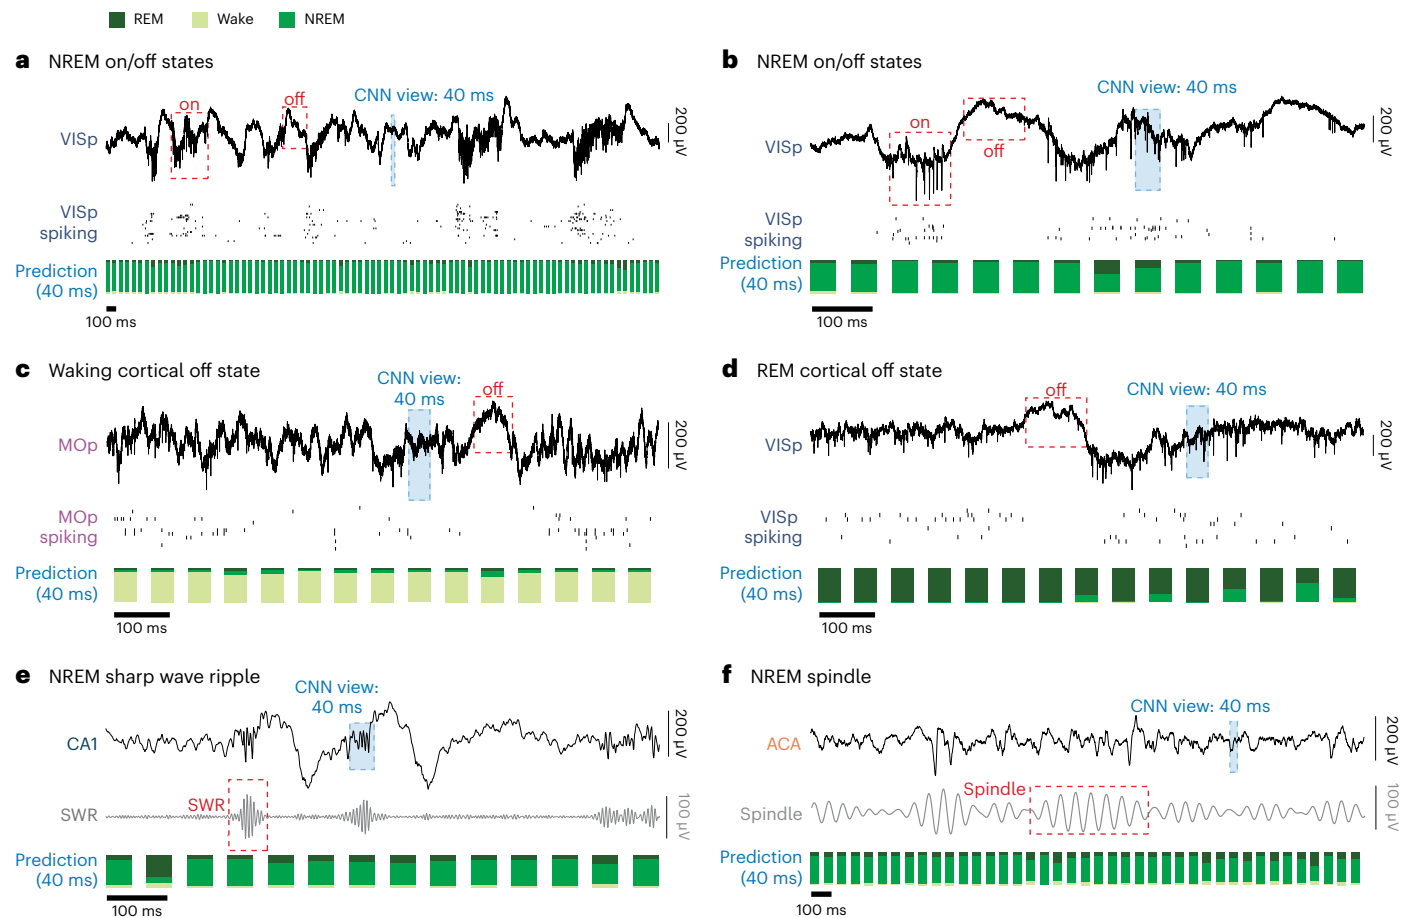 REM Wake NREM
a NREM on/off states
on
off
CNN view: 40 ms
VISp
200 µV
VISp
spiking
Prediction
(40 ms)
100 ms
b NREM on/off states
on
off
CNN view: 40 ms
VISp
200 µV
VISp
spiking
Prediction
(40 ms)
100 ms
c Waking cortical off state
CNN view:
40 ms
off
MOp
200 µV
MOp
spiking
Prediction
(40 ms)
100 ms
d REM cortical off state
off
CNN view: 40 ms
VISp
200 µV
VISp
spiking
Prediction
(40 ms)
100 ms
e NREM sharp wave ripple
CNN view:
40 ms
CA1
200 µV
SWR
SWR
100 µV
Prediction
(40 ms)
100 ms
f NREM spindle
CNN view: 40 ms
ACA
200 µV
Spindle
Spindle
100 µV
Prediction
(40 ms)
100 ms